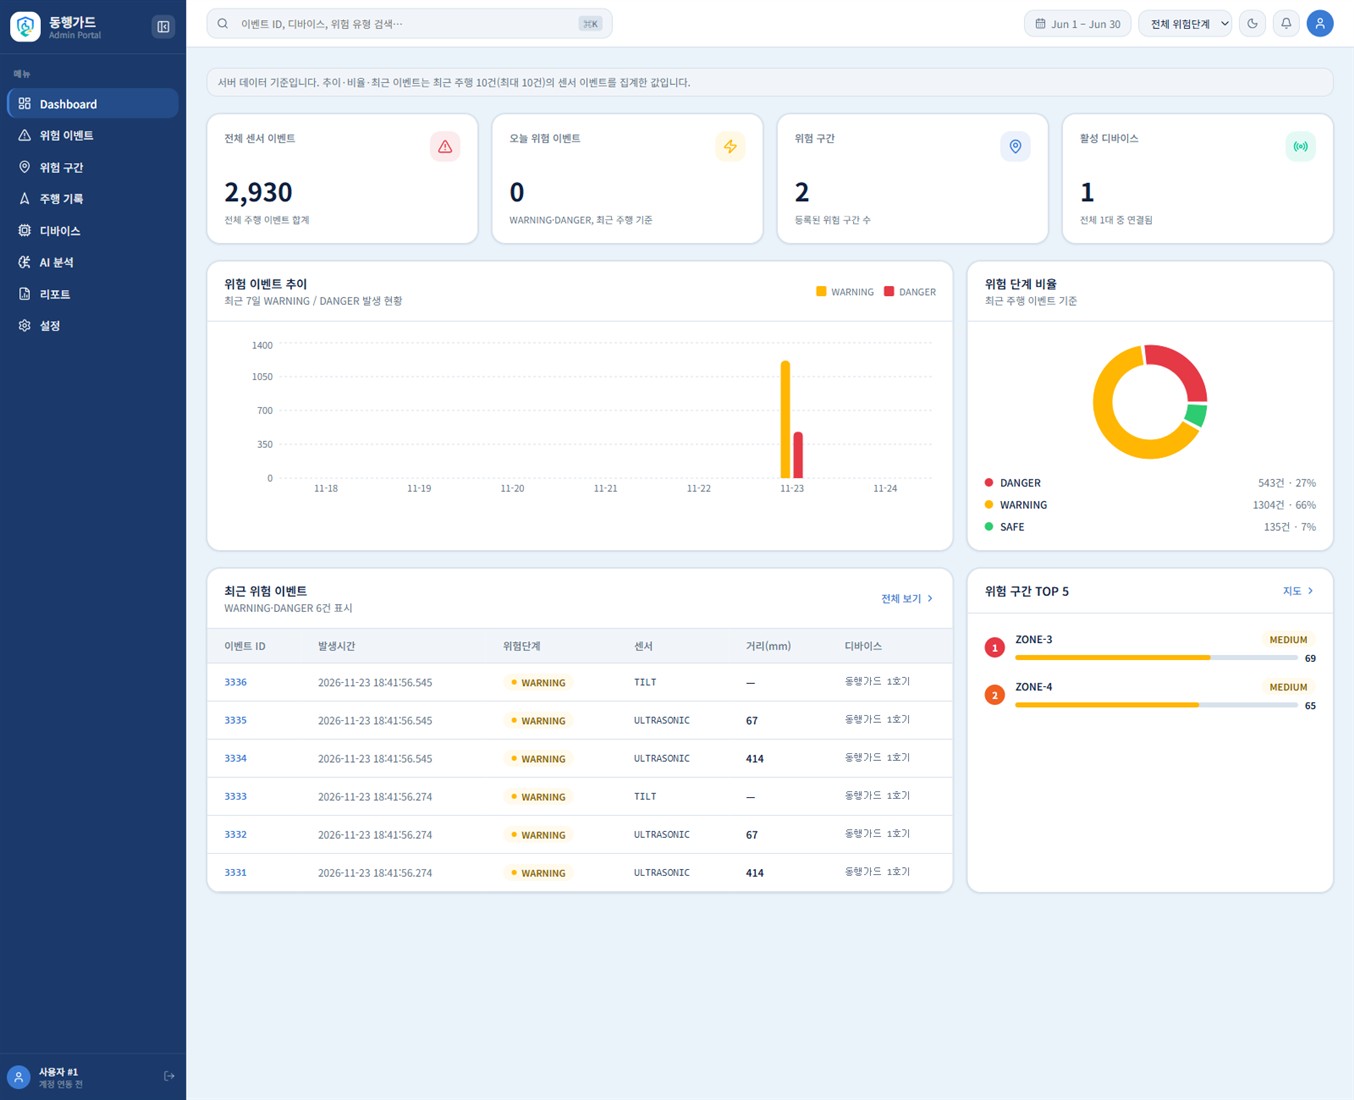 동행가드
Admin Portal
이벤트 ID, 디바이스, 위험 유형 검색…
⌘K
Jun 1 – Jun 30
전체 위험단계
메뉴
Dashboard
위험 이벤트
위험 구간
주행 기록
디바이스
AI 분석
리포트
설정
서버 데이터 기준입니다. 추이·비율·최근 이벤트는 최근 주행 10건(최대 10건)의 센서 이벤트를 집계한 값입니다.
전체 센서 이벤트
2,930
전체 주행 이벤트 합계
오늘 위험 이벤트
0
WARNING·DANGER, 최근 주행 기준
위험 구간
2
등록된 위험 구간 수
활성 디바이스
1
전체 1대 중 연결됨
위험 이벤트 추이
최근 7일 WARNING / DANGER 발생 현황
WARNING DANGER
1400
1050
700
350
0
11-18 11-19 11-20 11-21 11-22 11-23 11-24
위험 단계 비율
최근 주행 이벤트 기준
DANGER 543건 · 27%
WARNING 1304건 · 66%
SAFE 135건 · 7%
최근 위험 이벤트
WARNING·DANGER 6건 표시
전체 보기
이벤트 ID 발생시간 위험단계 센서 거리(mm) 디바이스
3336 2026-11-23 18:41:56.545 WARNING TILT — 동행가드 1호기
3335 2026-11-23 18:41:56.545 WARNING ULTRASONIC 67 동행가드 1호기
3334 2026-11-23 18:41:56.545 WARNING ULTRASONIC 414 동행가드 1호기
3333 2026-11-23 18:41:56.274 WARNING TILT — 동행가드 1호기
3332 2026-11-23 18:41:56.274 WARNING ULTRASONIC 67 동행가드 1호기
3331 2026-11-23 18:41:56.274 WARNING ULTRASONIC 414 동행가드 1호기
위험 구간 TOP 5
지도
1 ZONE-3 MEDIUM
69
2 ZONE-4 MEDIUM
65
사용자 #1
계정 연동 전